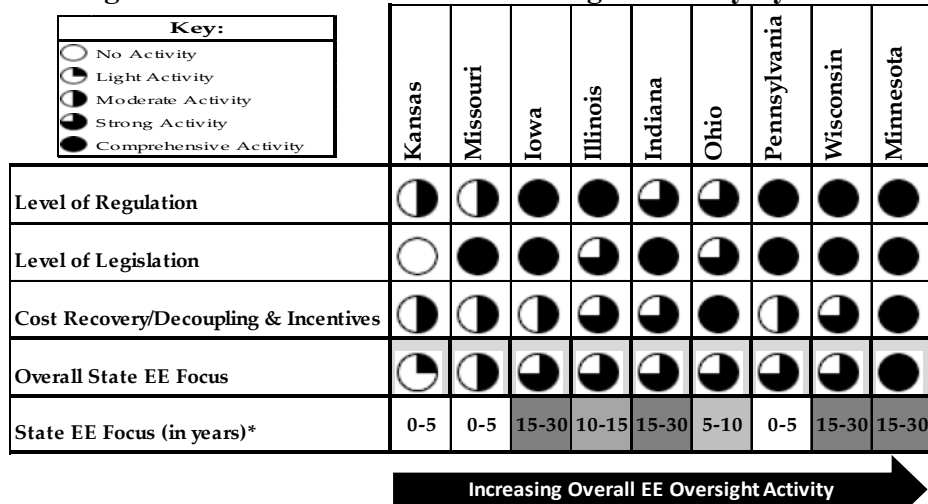 Key:
No Activity
Light Activity
Moderate Activity
Strong Activity
Comprehensive Activity
Kansas
Missouri
Iowa
Illinois
Indiana
Ohio
Pennsylvania
Wisconsin
Minnesota
Level of Regulation
Level of Legislation
Cost Recovery/Decoupling & Incentives
Overall State EE Focus
State EE Focus (in years)* 0-5 0-5 15-30 10-15 15-30 5-10 0-5 15-30 15-30
Increasing Overall EE Oversight Activity